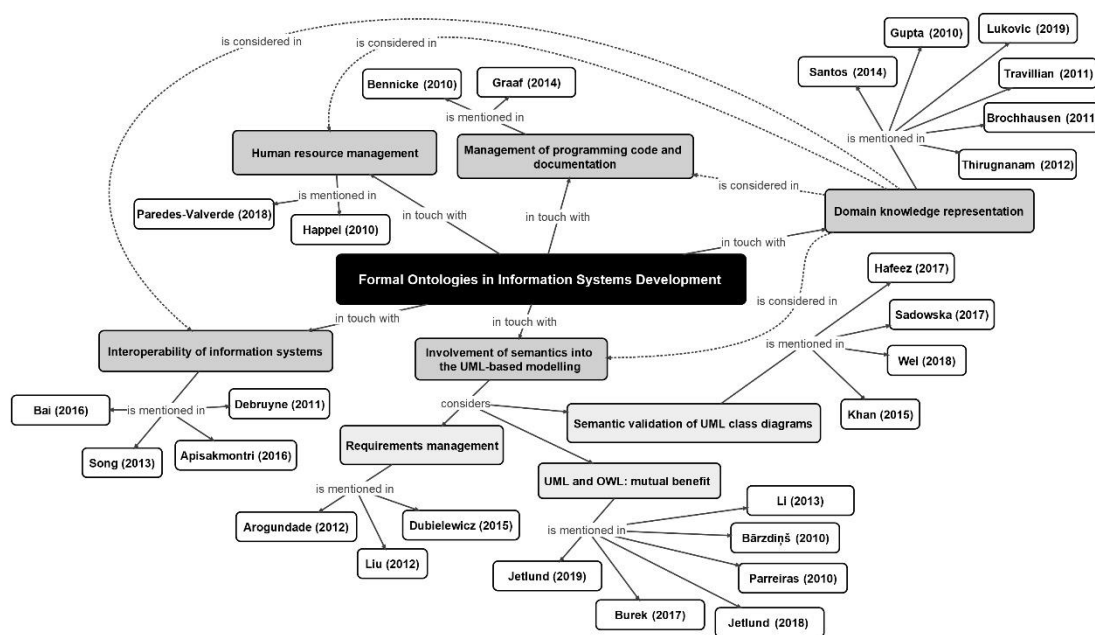 is considered in
is considered in
Gupta (2010)
Lukovic (2019)
Santos (2014)
Travillian (2011)
Brochhausen (2011)
is mentioned in
Thirugnanam (2012)
Bennicke (2010)
Graaf (2014)
is mentioned in
Human resource management
Management of programming code and
documentation
is considered in
Domain knowledge representation
is mentioned in
Paredes-Valverde (2018)
Happel (2010)
in touch with
in touch with
in touch with
Formal Ontologies in Information Systems Development
Hafeez (2017)
is considered in
Sadowska (2017)
in touch with
in touch with
is mentioned in
Interoperability of information systems
Involvement of semantics into
the UML-based modelling
Wei (2018)
Khan (2015)
Bai (2016)
is mentioned in
Debruyne (2011)
considers
Semantic validation of UML class diagrams
Song (2013)
Apisakmontri (2016)
Requirements management
UML and OWL: mutual benefit
is mentioned in
Arogundade (2012)
Dubielewicz (2015)
Liu (2012)
Li (2013)
is mentioned in
Bārzdiņš (2010)
Jetlund (2019)
Parreiras (2010)
Burek (2017)
Jetlund (2018)